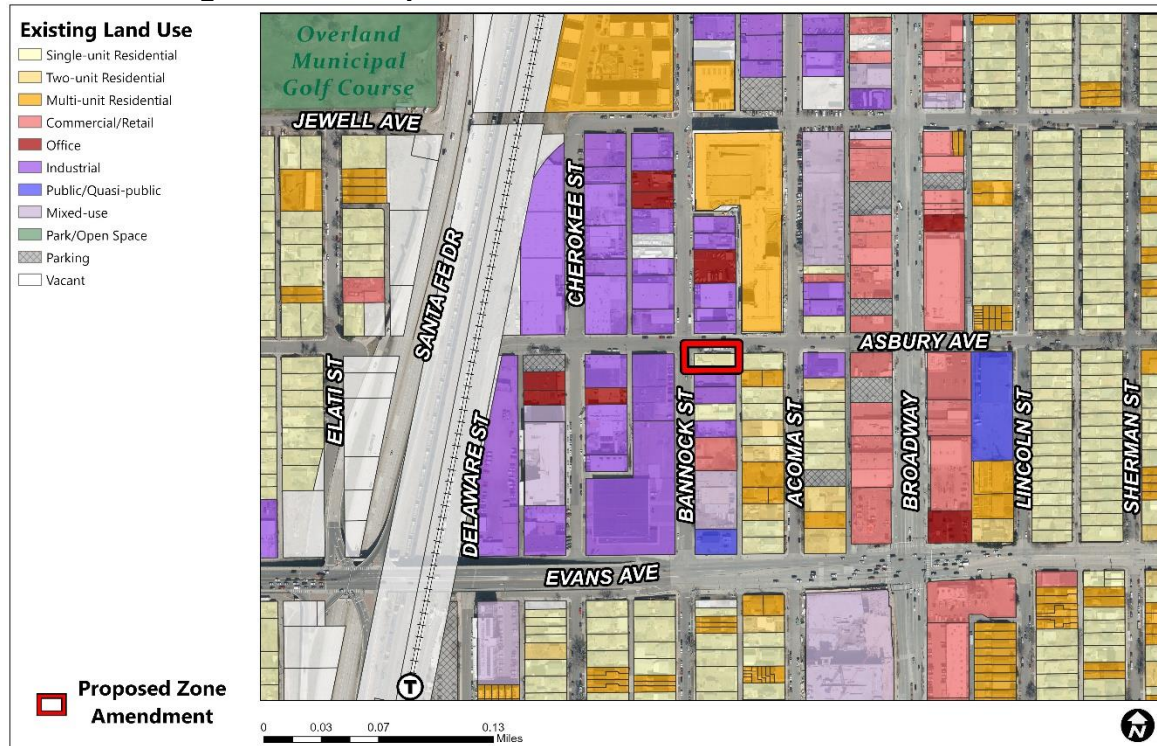 Existing Land Use
Single-unit Residential
Two-unit Residential
Multi-unit Residential
Commercial/Retail
Office
Industrial
Public/Quasi-public
Mixed-use
Park/Open Space
Parking
Vacant
Proposed Zone
Amendment
Overland
Municipal
Golf Course
JEWELL AVE
SANTA FE DR
CHEROKEE ST
ELATI ST
DELAWARE ST
BANNOCK ST
ACOMA ST
ASBURY AVE
BROADWAY
LINCOLN ST
SHERMAN ST
EVANS AVE
T
0 0.03 0.07 0.13
Miles
N